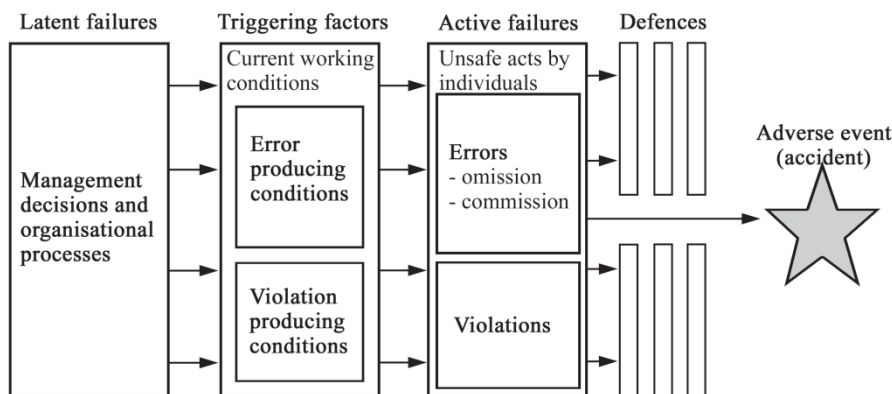 Latent failures
Triggering factors
Active failures
Defences
Current working
conditions
Unsafe acts by
individuals
Management
decisions and
organisational
processes
Error
producing
conditions
Violation
producing
conditions
Errors
- omission
- commission
Violations
Adverse event
(accident)